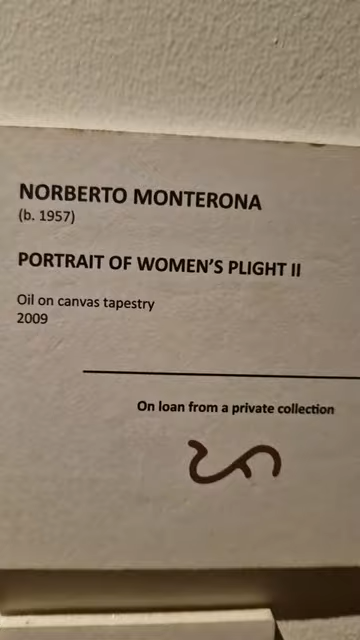 NORBERTO MONTERONA
(b. 1957)
PORTRAIT OF WOMEN'S PLIGHT II
Oil on canvas tapestry
2009
On loan from a private collection